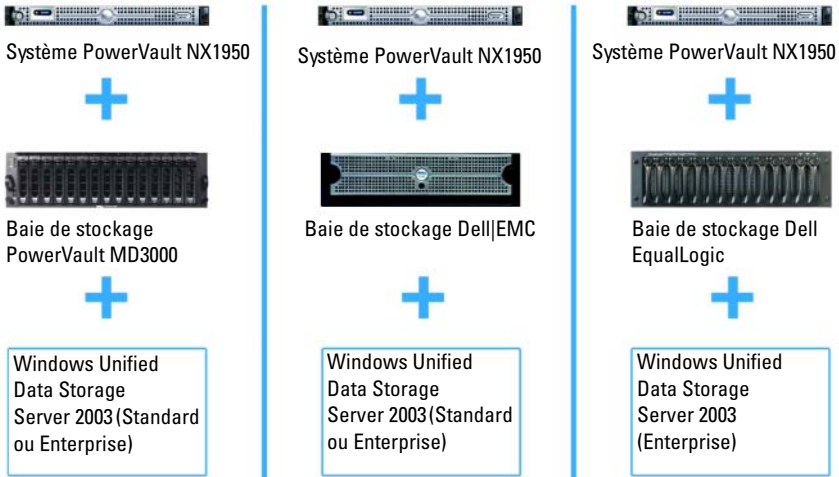 Système PowerVault NX1950
Baie de stockage
PowerVault MD3000
Windows Unified
Data Storage
Server 2003 (Standard
ou Enterprise)
Système PowerVault NX1950
Baie de stockage Dell|EMC
Windows Unified
Data Storage
Server 2003 (Standard
ou Enterprise)
Système PowerVault NX1950
Baie de stockage Dell
EqualLogic
Windows Unified
Data Storage
Server 2003
(Enterprise)